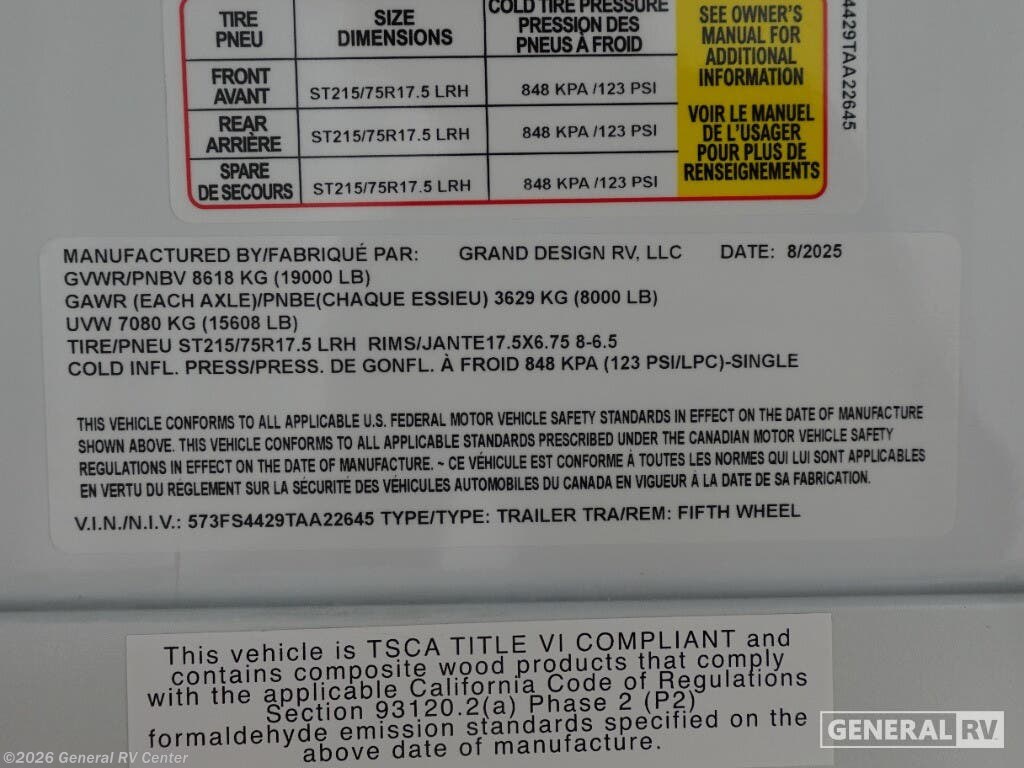 TIRE SIZE COLD TIRE PRESSURE
PNEU DIMENSIONS PRESSION DES
PNEUS À FROID
FRONT
AVANT ST215/75R17.5 LRH 848 KPA /123 PSI
REAR
ARRIÈRE ST215/75R17.5 LRH 848 KPA /123 PSI
SPARE
DE SECOURS ST215/75R17.5 LRH 848 KPA /123 PSI
SEE OWNER'S
MANUAL FOR
ADDITIONAL
INFORMATION
VOIR LE MANUEL
DE L'USAGER
POUR PLUS DE
RENSEIGNEMENTS
4429TAA22645
MANUFACTURED BY/FABRIQUÉ PAR: GRAND DESIGN RV, LLC DATE: 8/2025
GVWR/PNBV 8618 KG (19000 LB)
GAWR (EACH AXLE)/PNBE(CHAQUE ESSIEU) 3629 KG (8000 LB)
UVW 7080 KG (15608 LB)
TIRE/PNEU ST215/75R17.5 LRH RIMS/JANTE17.5X6.75 8-6.5
COLD INFL. PRESS/PRESS. DE GONFL. À FROID 848 KPA (123 PSI/LPC)-SINGLE
THIS VEHICLE CONFORMS TO ALL APPLICABLE U.S. FEDERAL MOTOR VEHICLE SAFETY STANDARDS IN EFFECT ON THE DATE OF MANUFACTURE
SHOWN ABOVE. THIS VEHICLE CONFORMS TO ALL APPLICABLE STANDARDS PRESCRIBED UNDER THE CANADIAN MOTOR VEHICLE SAFETY
REGULATIONS IN EFFECT ON THE DATE OF MANUFACTURE. ~ CE VÉHICULE EST CONFORME À TOUTES LES NORMES QUI LUI SONT APPLICABLES
EN VERTU DU RÉGLEMENT SUR LA SÉCURITÉ DES VÉHICULES AUTOMOBILES DU CANADA EN VIGUEUR À LA DATE DE SA FABRICATION.
V.I.N./N.I.V.: 573FS4429TAA22645 TYPE/TYPE: TRAILER TRA/REM: FIFTH WHEEL
This vehicle is TSCA TITLE VI COMPLIANT and
contains composite wood products that comply
with the applicable California Code of Regulations
Section 93120.2(a) Phase 2 (P2)
formaldehyde emission standards specified on the
above date of manufacture.
GENERAL RV
©2026 General RV Center